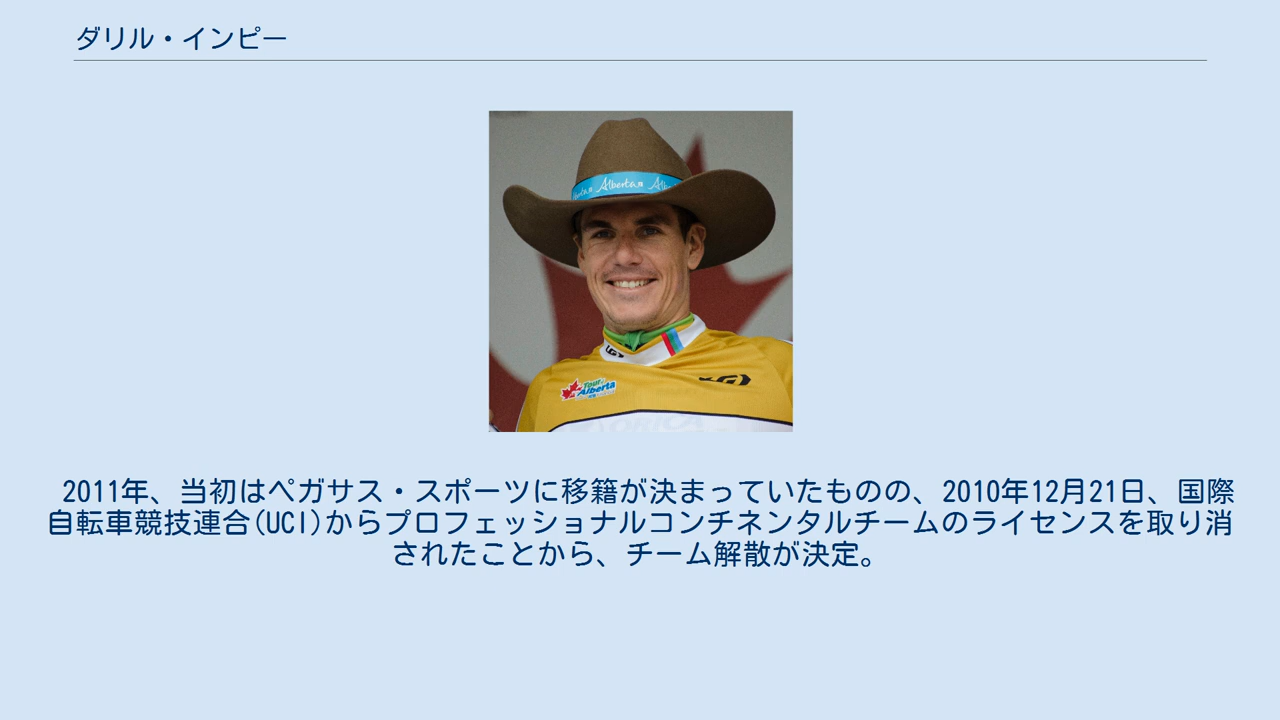 ダリル・インピー
Alberta
Tour of
Alberta
2011年、当初はペガサス・スポーツに移籍が決まっていたものの、2010年12月21日、国際
自転車競技連合(UCI)からプロフェッショナルコンチネンタルチームのライセンスを取り消
されたことから、チーム解散が決定。